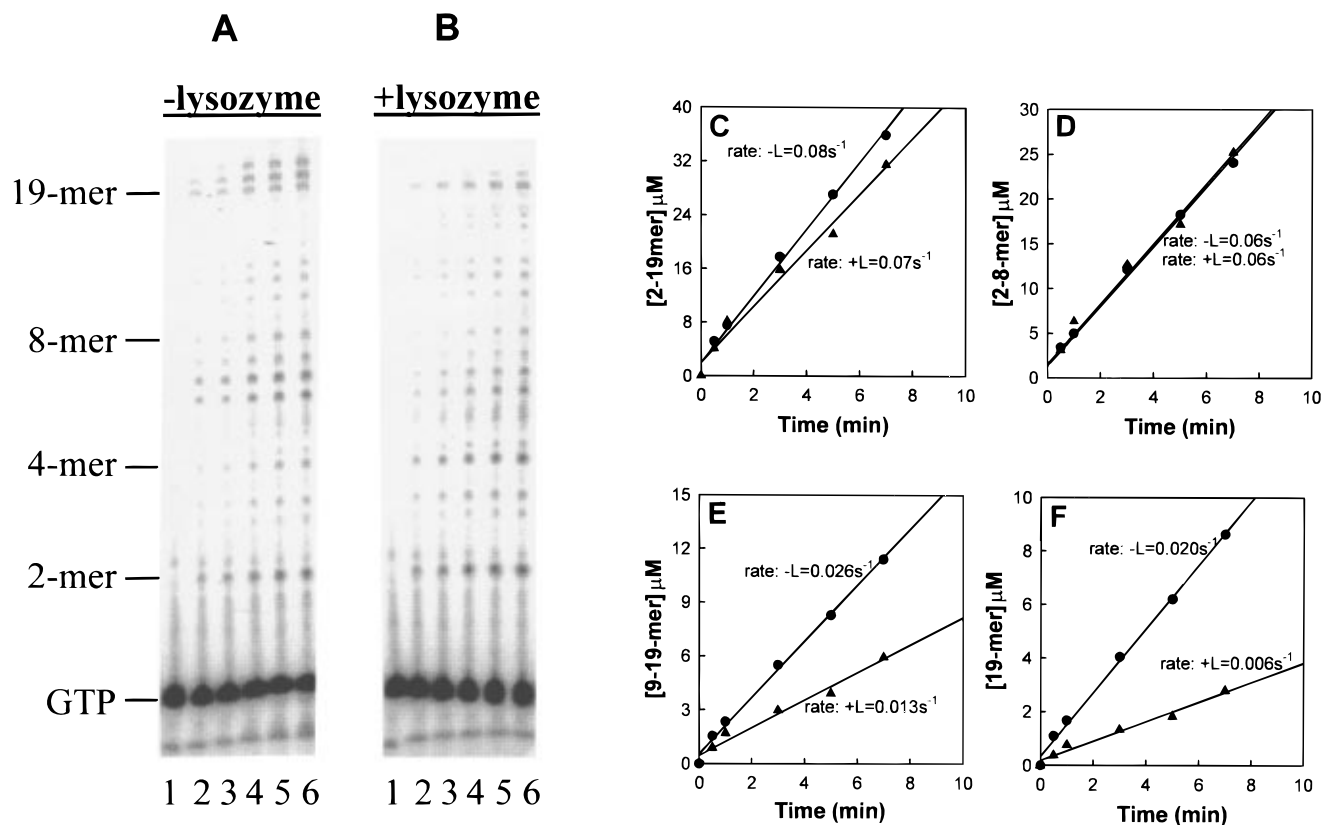 A
B
-lysozyme
+lysozyme
19-mer
8-mer
4-mer
2-mer
GTP
1 2 3 4 5 6
1 2 3 4 5 6
C
[2-19mer] µM
40
32
24
16
8
0
rate: -L=0.08s⁻¹
rate: +L=0.07s⁻¹
0 2 4 6 8 10
Time (min)
D
[2-8-mer] µM
30
25
20
15
10
5
0
rate: -L=0.06s⁻¹
rate: +L=0.06s⁻¹
0 2 4 6 8 10
Time (min)
E
[9-19-mer] µM
15
12
9
6
3
0
rate: -L=0.026s⁻¹
rate: +L=0.013s⁻¹
0 2 4 6 8 10
Time (min)
F
[19-mer] µM
10
8
6
4
2
0
rate: -L=0.020s⁻¹
rate: +L=0.006s⁻¹
0 2 4 6 8 10
Time (min)